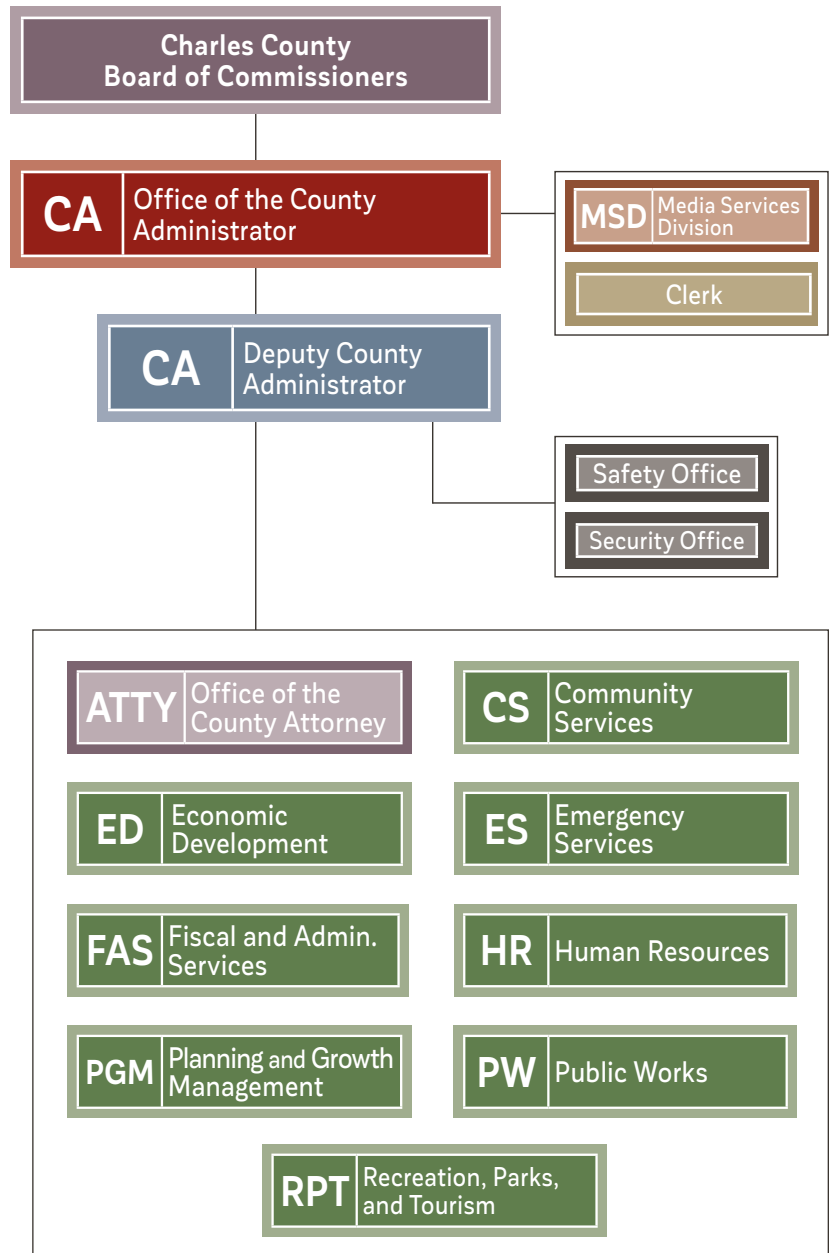 Charles County
Board of Commissioners
CA
Office of the County
Administrator
MSD
Media Services
Division
Clerk
CA
Deputy County
Administrator
Safety Office
Security Office
ATTY
Office of the
County Attorney
CS
Community
Services
ED
Economic
Development
ES
Emergency
Services
FAS
Fiscal and Admin.
Services
HR
Human Resources
PGM
Planning and Growth
Management
PW
Public Works
RPT
Recreation, Parks,
and Tourism